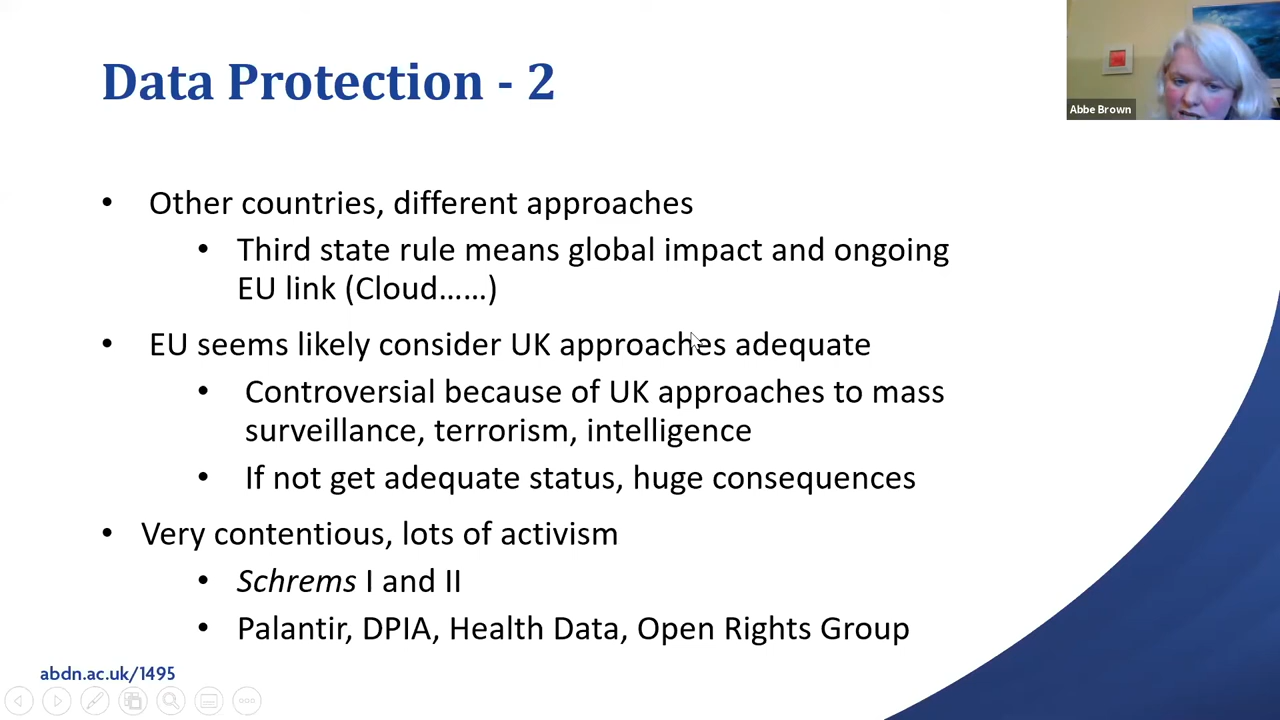 Data Protection - 2
Abbe Brown
• Other countries, different approaches
• Third state rule means global impact and ongoing
EU link (Cloud……)
• EU seems likely consider UK approaches adequate
• Controversial because of UK approaches to mass
surveillance, terrorism, intelligence
• If not get adequate status, huge consequences
• Very contentious, lots of activism
• Schrems I and II
• Palantir, DPIA, Health Data, Open Rights Group
abdn.ac.uk/1495